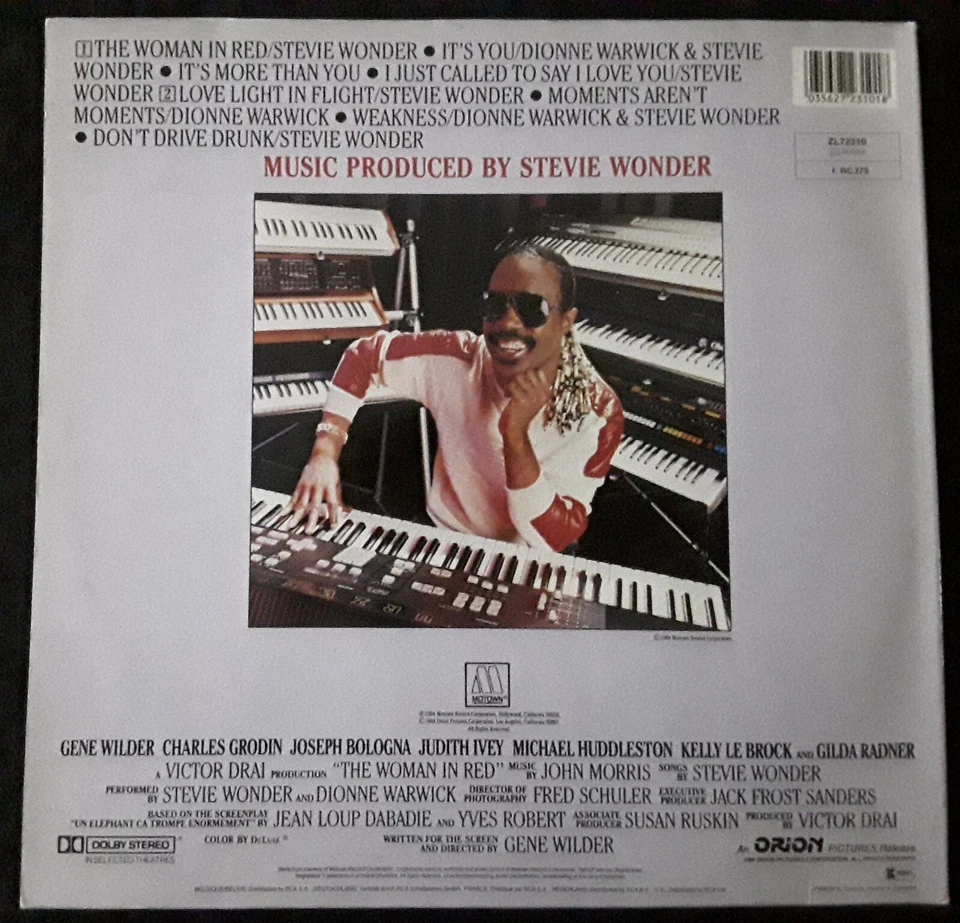 1 THE WOMAN IN RED/STEVIE WONDER ● IT'S YOU/DIONNE WARWICK & STEVIE
WONDER ● IT'S MORE THAN YOU ● I JUST CALLED TO SAY I LOVE YOU/STEVIE
WONDER 2 LOVE LIGHT IN FLIGHT/STEVIE WONDER ● MOMENTS AREN'T
MOMENTS/DIONNE WARWICK ● WEAKNESS/DIONNE WARWICK & STEVIE WONDER
● DON'T DRIVE DRUNK/STEVIE WONDER
MUSIC PRODUCED BY STEVIE WONDER
035627 231018
RC 375
MOTOWN
All Rights Reserved
GENE WILDER CHARLES GRODIN JOSEPH BOLOGNA JUDITH IVEY MICHAEL HUDDLESTON KELLY LE BROCK AND GILDA RADNER
A VICTOR DRAI PRODUCTION "THE WOMAN IN RED" MUSIC BY JOHN MORRIS SONGS BY STEVIE WONDER
PERFORMED BY STEVIE WONDER AND DIONNE WARWICK DIRECTOR OF PHOTOGRAPHY FRED SCHULER EXECUTIVE PRODUCER JACK FROST SANDERS
BASED ON THE SCREENPLAY "UN ELEPHANT CA TROMPE ENORMEMENT" BY JEAN LOUP DABADIE AND YVES ROBERT ASSOCIATE PRODUCER SUSAN RUSKIN PRODUCED BY VICTOR DRAI
DOLBY STEREO IN SELECTED THEATRES COLOR BY DeLuxe® WRITTEN FOR THE SCREEN AND DIRECTED BY GENE WILDER An ORION PICTURES Release